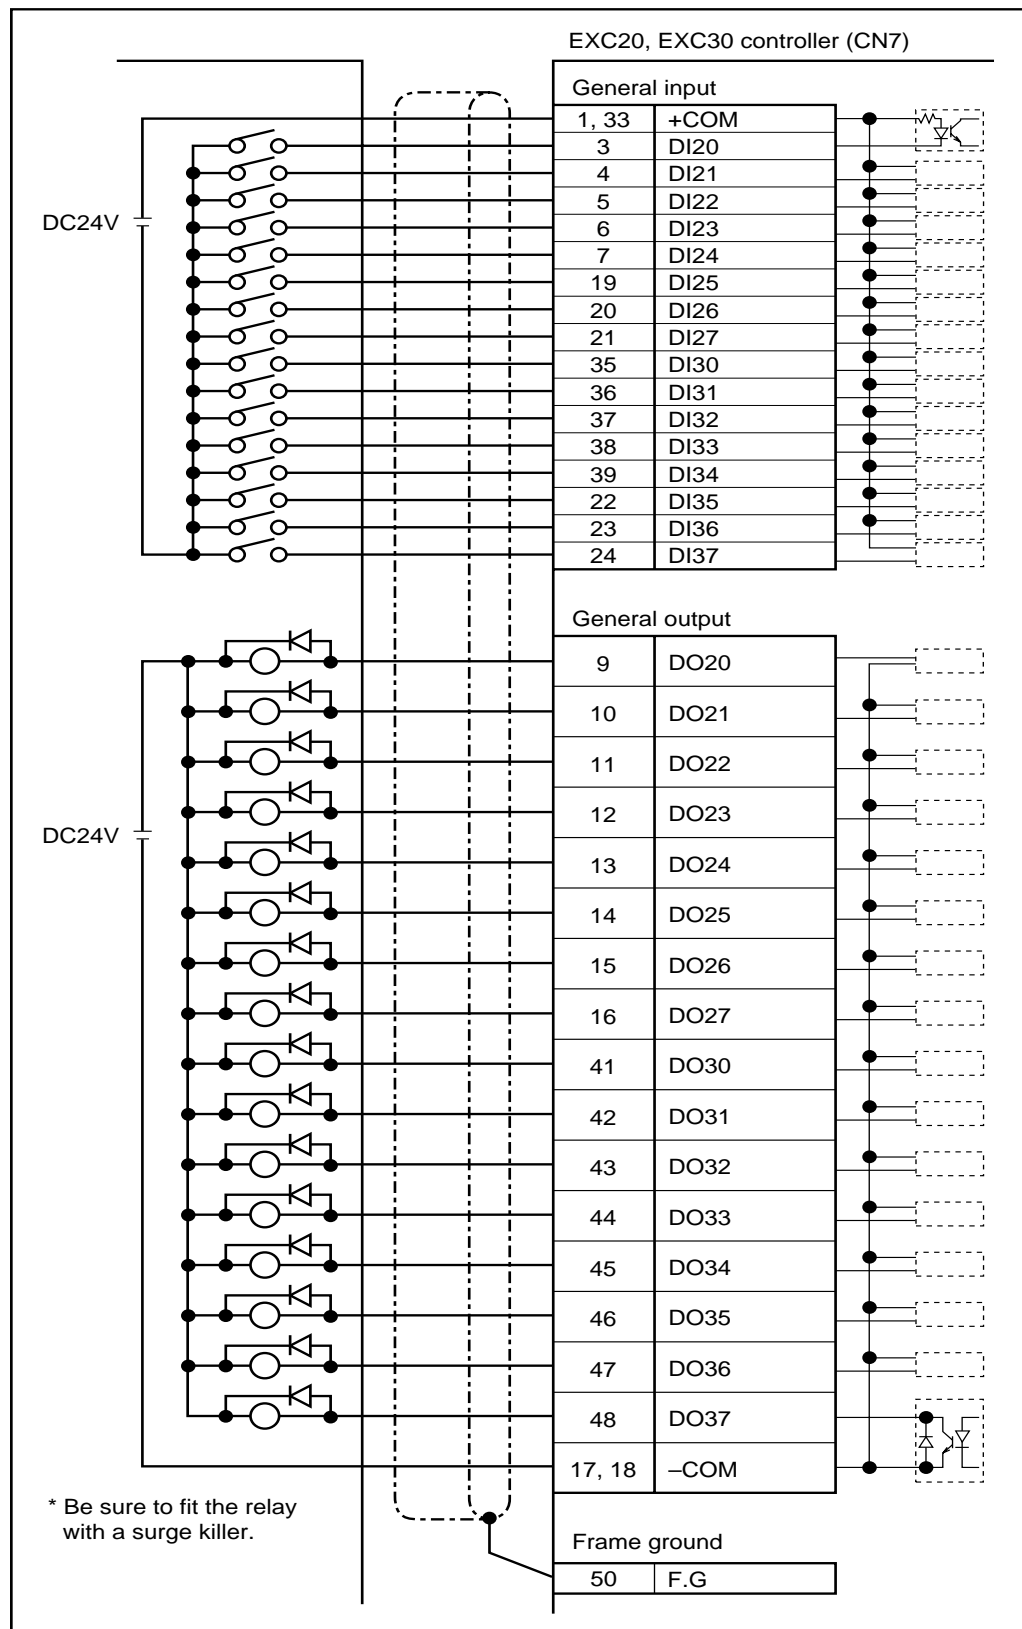 EXC20, EXC30 controller (CN7)
General input
1, 33 +COM
3 DI20
4 DI21
5 DI22
DC24V
6 DI23
7 DI24
19 DI25
20 DI26
21 DI27
35 DI30
36 DI31
37 DI32
38 DI33
39 DI34
22 DI35
23 DI36
24 DI37
General output
9 DO20
10 DO21
11 DO22
12 DO23
DC24V
13 DO24
14 DO25
15 DO26
16 DO27
41 DO30
42 DO31
43 DO32
44 DO33
45 DO34
46 DO35
47 DO36
48 DO37
17, 18 –COM
* Be sure to fit the relay
with a surge killer.
Frame ground
50 F.G